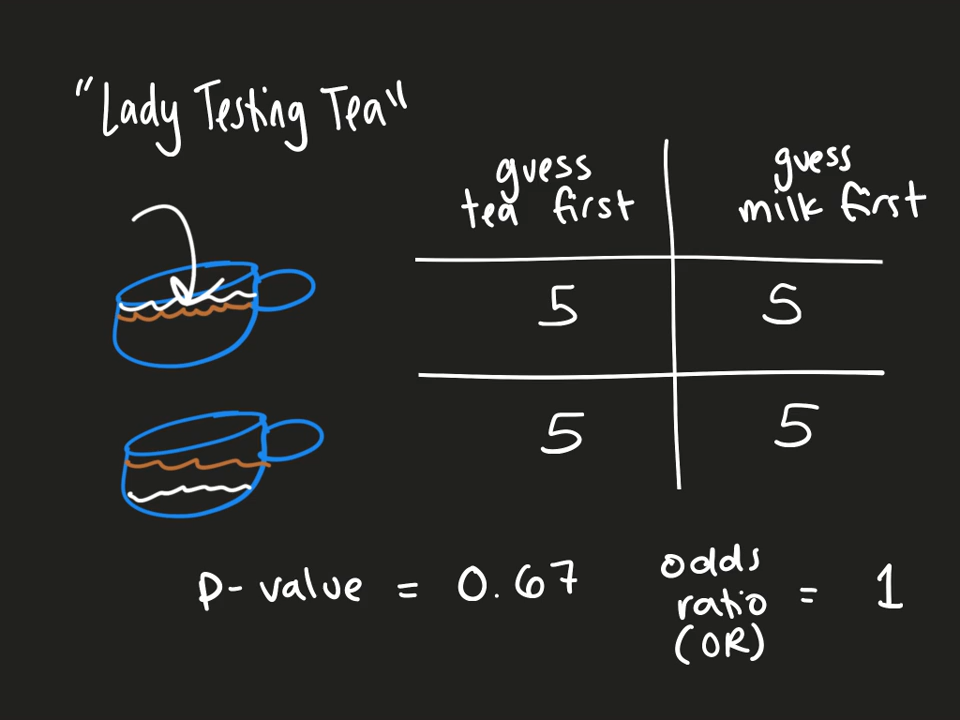 "Lady Testing Tea"
guess
tea first
guess
milk first
5 5
5 5
p-value = 0.67
odds
ratio = 1
(OR)